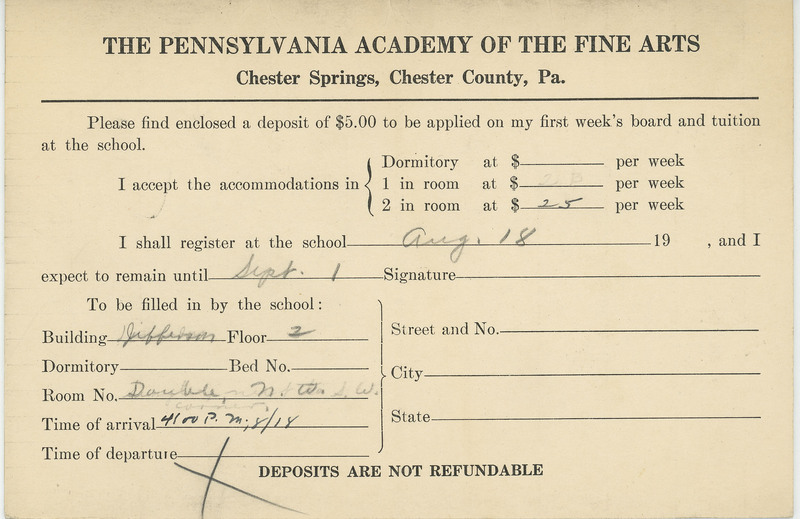 THE PENNSYLVANIA ACADEMY OF THE FINE ARTS
Chester Springs, Chester County, Pa.
Please find enclosed a deposit of $5.00 to be applied on my first week's board and tuition
at the school.
I accept the accommodations in
Dormitory at $ per week
1 in room at $ per week
2 in room at $ 25 per week
I shall register at the school Aug. 18 19 , and I
expect to remain until Sept. 1 Signature
To be filled in by the school:
Building Jefferson Floor 2
Dormitory Bed No.
Room No. Double, N. W. S.W.
corner.
Time of arrival 4:00 P.M; 8/18
Time of departure
Street and No.
City
State
DEPOSITS ARE NOT REFUNDABLE